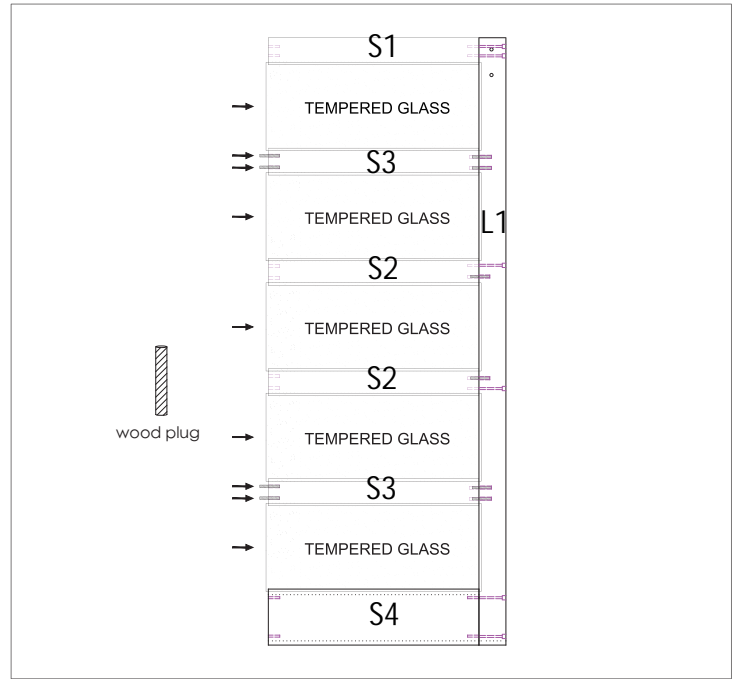 S1
TEMPERED GLASS
S3
TEMPERED GLASS
L1
S2
TEMPERED GLASS
S2
wood plug
TEMPERED GLASS
S3
TEMPERED GLASS
S4